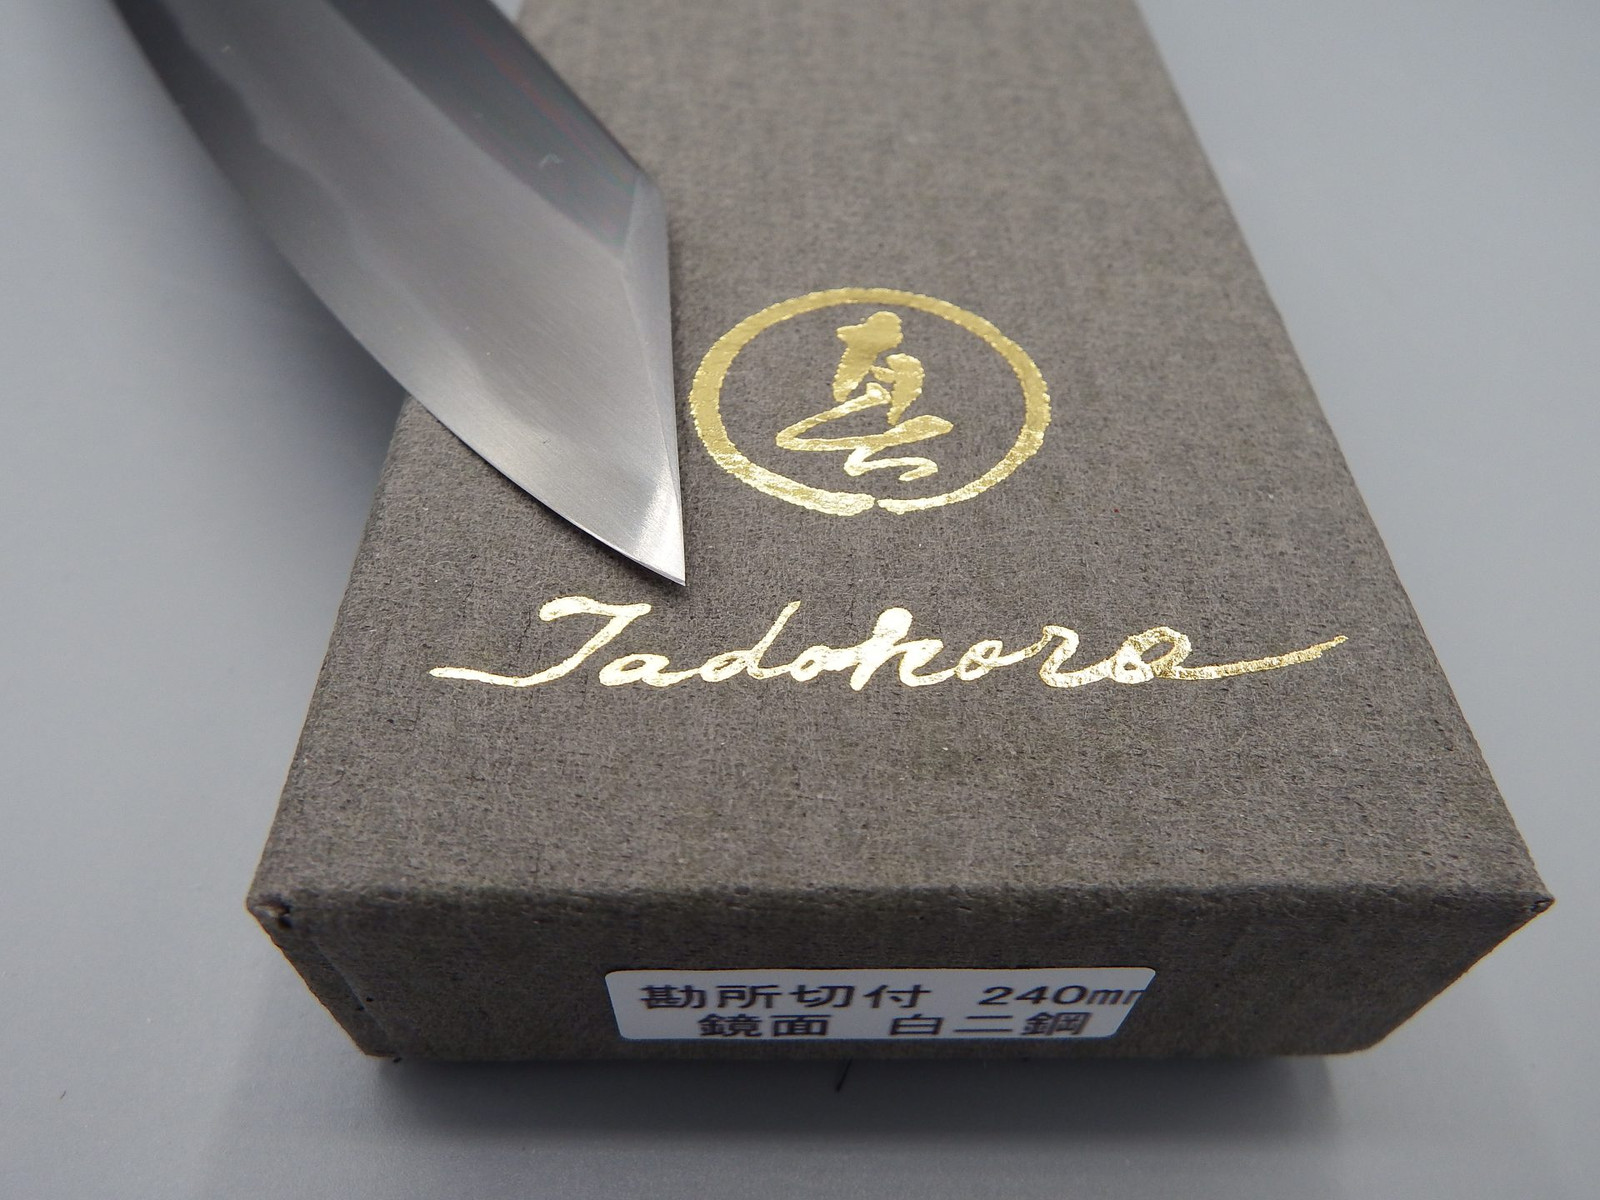 Tadokoro
勘所切付 240mm
鏡面 白二鋼